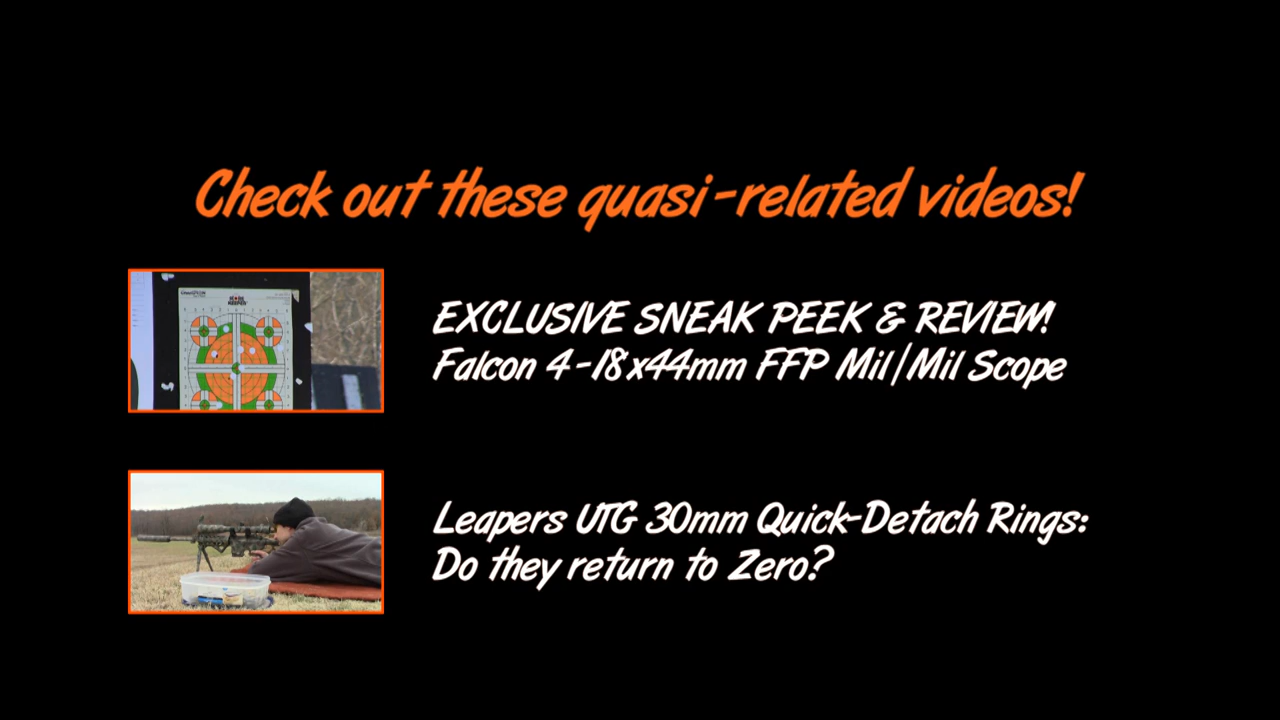 Check out these quasi-related videos!
EXCLUSIVE SNEAK PEEK & REVIEW!
Falcon 4-18x44mm FFP Mil/Mil Scope
Leapers UTG 30mm Quick-Detach Rings:
Do they return to Zero?